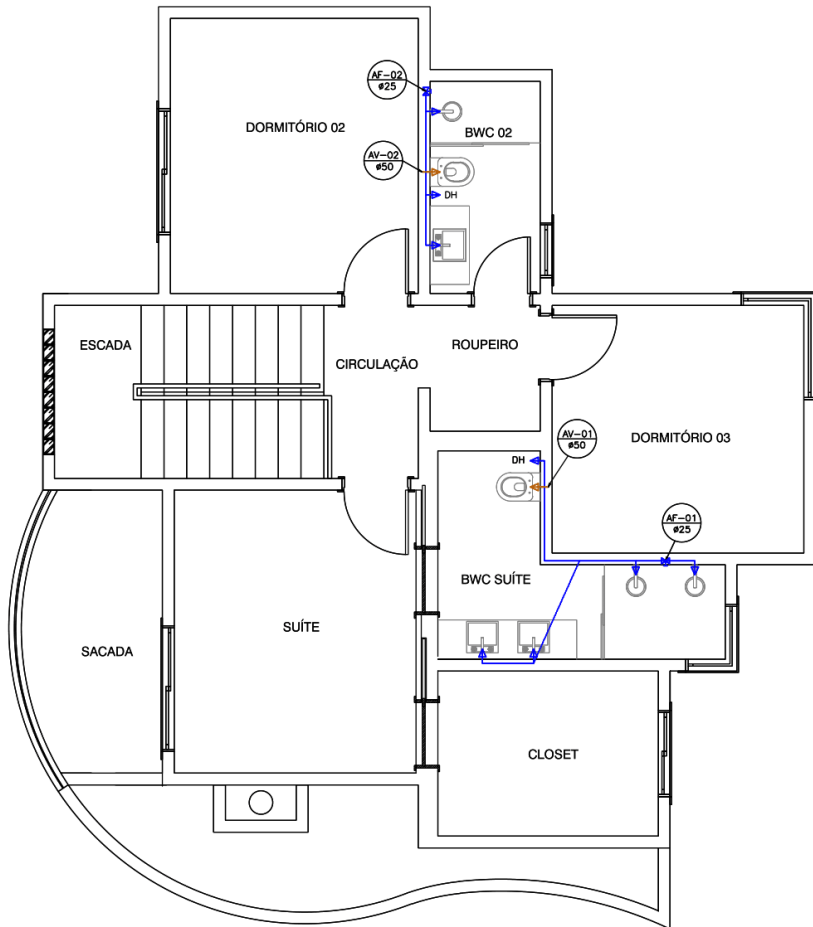 AF-02
ø25
DORMITÓRIO 02
BWC 02
AV-02
ø50
DH
ESCADA
ROUPEIRO
CIRCULAÇÃO
AV-01
ø50
DORMITÓRIO 03
DH
AF-01
ø25
BWC SUÍTE
SUÍTE
SACADA
CLOSET